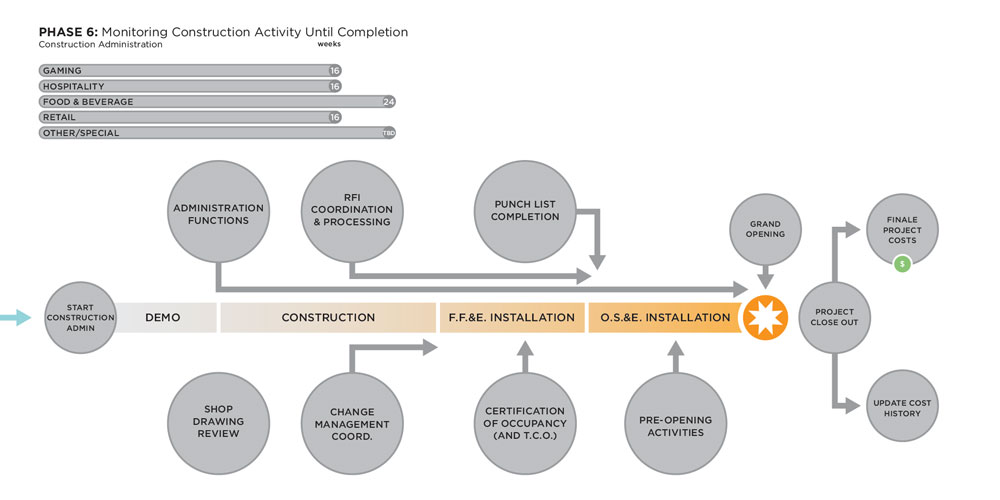 PHASE 6: Monitoring Construction Activity Until Completion
Construction Administration
weeks
GAMING 16
HOSPITALITY 16
FOOD & BEVERAGE 24
RETAIL 16
OTHER/SPECIAL TBD
ADMINISTRATION
FUNCTIONS
RFI
COORDINATION
& PROCESSING
PUNCH LIST
COMPLETION
GRAND
OPENING
FINALE
PROJECT
COSTS
$
START
CONSTRUCTION
ADMIN
DEMO
CONSTRUCTION
F.F.&E. INSTALLATION
O.S.&E. INSTALLATION
PROJECT
CLOSE OUT
SHOP
DRAWING
REVIEW
CHANGE
MANAGEMENT
COORD.
CERTIFICATION
OF OCCUPANCY
(AND T.C.O.)
PRE-OPENING
ACTIVITIES
UPDATE COST
HISTORY